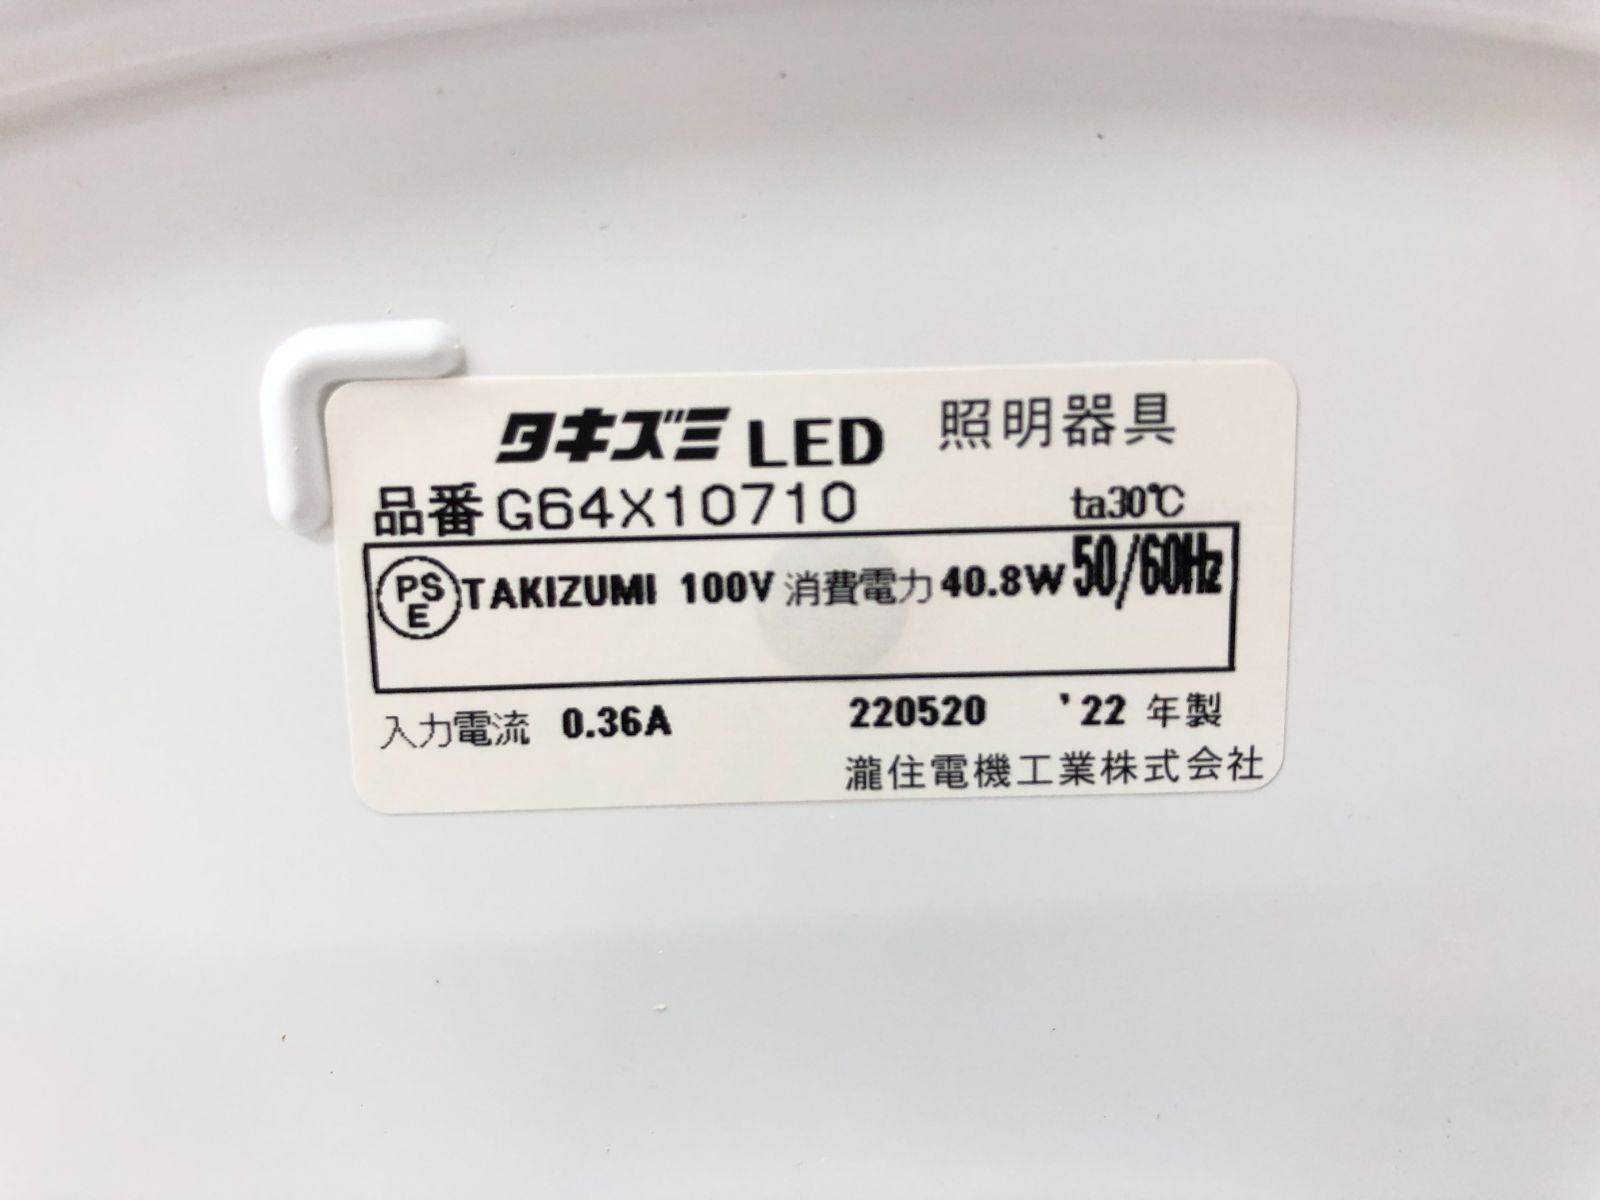 タキズミ LED 照明器具
品番 G64X10710 ta30℃
PS E TAKIZUMI 100V 消費電力 40.8W 50/60Hz
入力電流 0.36A 220520 '22 年製
瀧住電機工業株式会社